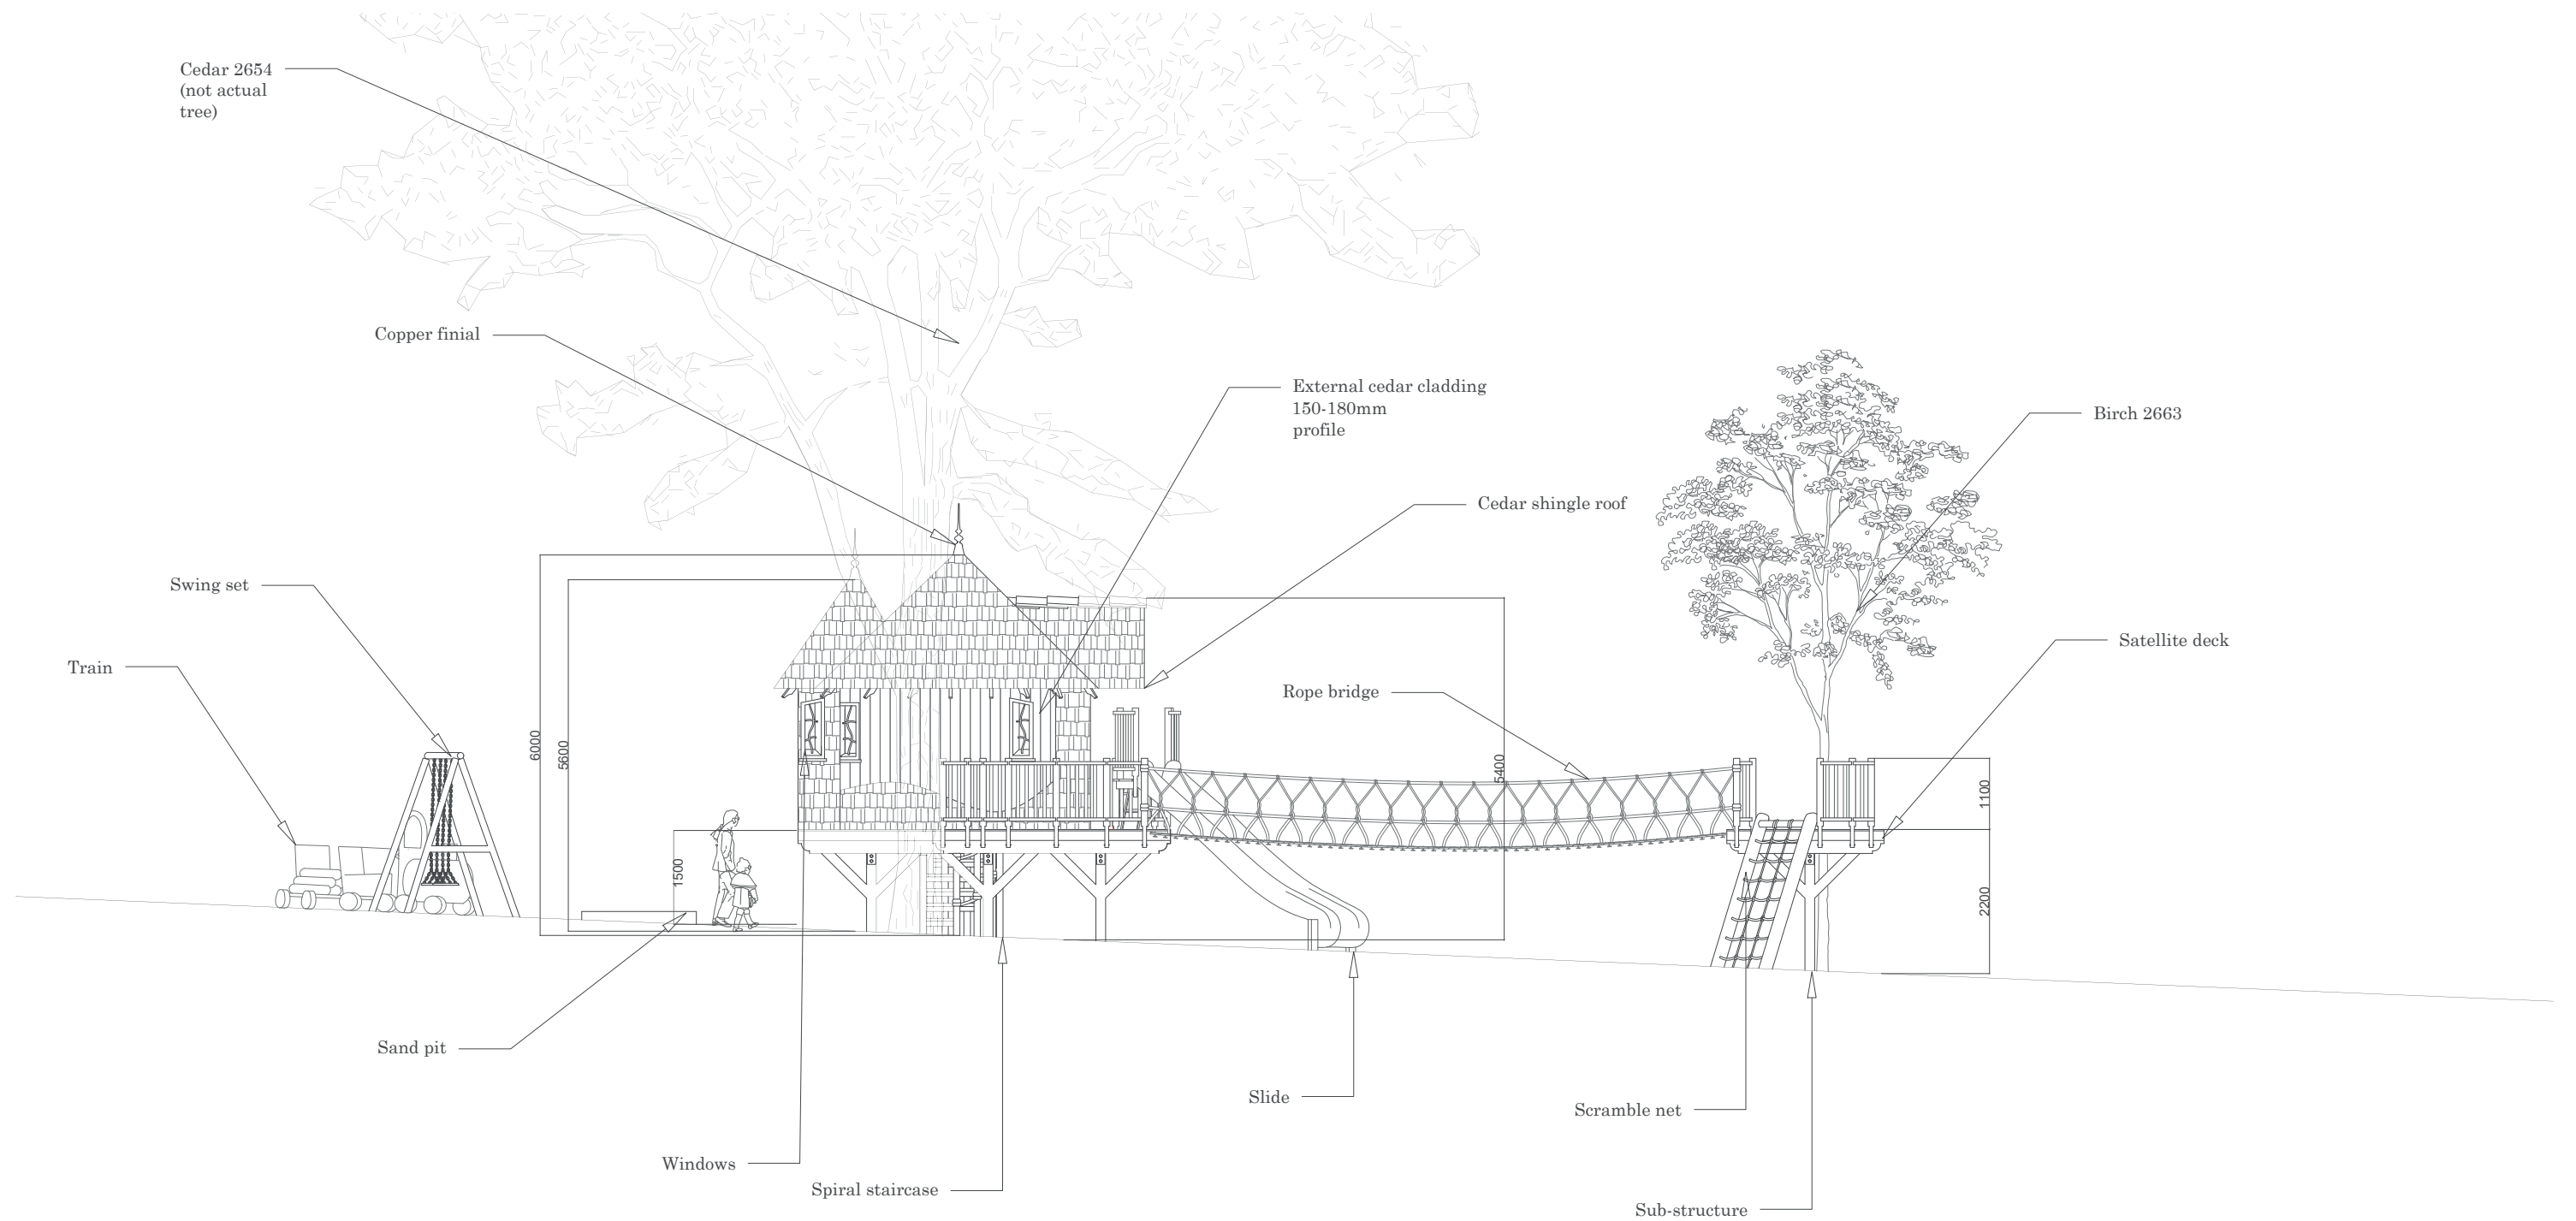 Cedar 2654
(not actual
tree)
Copper finial
External cedar cladding
150-180mm
profile
Birch 2663
Cedar shingle roof
Swing set
Satellite deck
Train
Rope bridge
6000
5600
5400
1100
1500
2200
Sand pit
Slide
Scramble net
Windows
Spiral staircase
Sub-structure